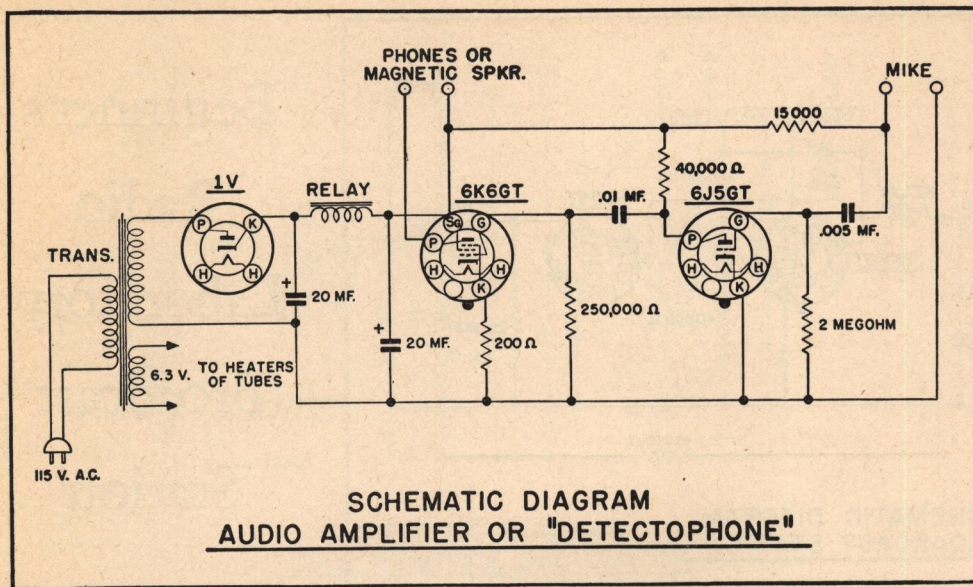 PHONES OR
MAGNETIC SPKR.
MIKE
15000
40,000 Ω
1V
RELAY
6K6GT
.01 MF.
6J5GT
P
K
H
H
SG
G
P
H
H
K
G
P
H
H
K
.005 MF.
TRANS.
+
20 MF.
+
20 MF.
200 Ω
250,000 Ω
2 MEGOHM
6.3 V.
TO HEATERS
OF TUBES
115 V. A.C.
SCHEMATIC DIAGRAM
AUDIO AMPLIFIER OR "DETECTOPHONE"